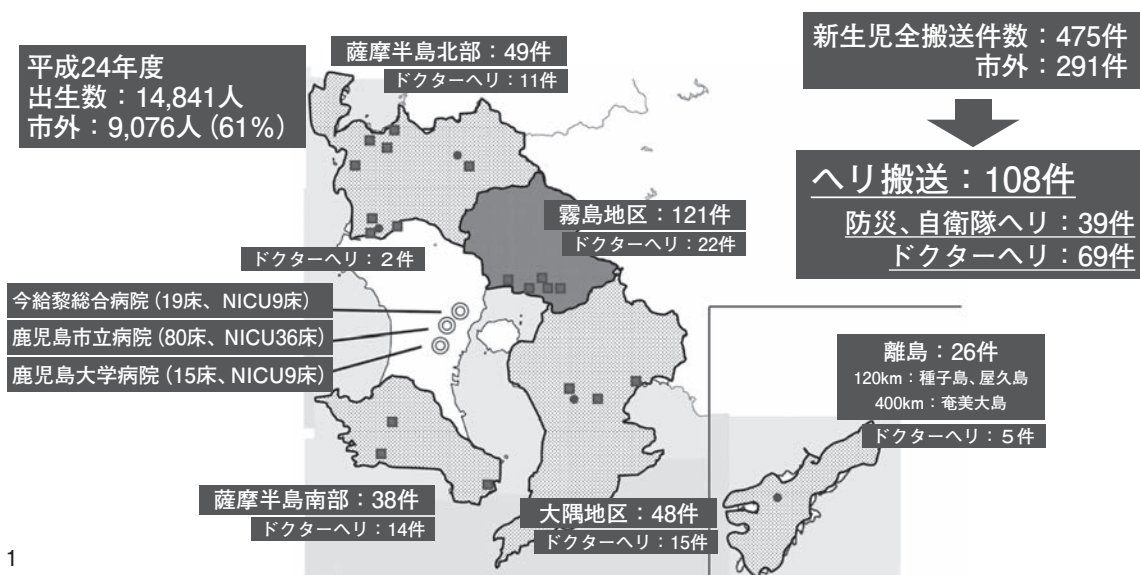 平成24年度
出生数：14,841人
市外：9,076人（61%）
薩摩半島北部：49件
ドクターヘリ：11件
新生児全搬送件数：475件
市外：291件
ヘリ搬送：108件
防災、自衛隊ヘリ：39件
ドクターヘリ：69件
霧島地区：121件
ドクターヘリ：22件
ドクターヘリ：２件
今給黎総合病院（19床、NICU9床）
鹿児島市立病院（80床、NICU36床）
鹿児島大学病院（15床、NICU9床）
離島：26件
120km：種子島、屋久島
400km：奄美大島
ドクターヘリ：５件
薩摩半島南部：38件
ドクターヘリ：14件
大隅地区：48件
ドクターヘリ：15件
1